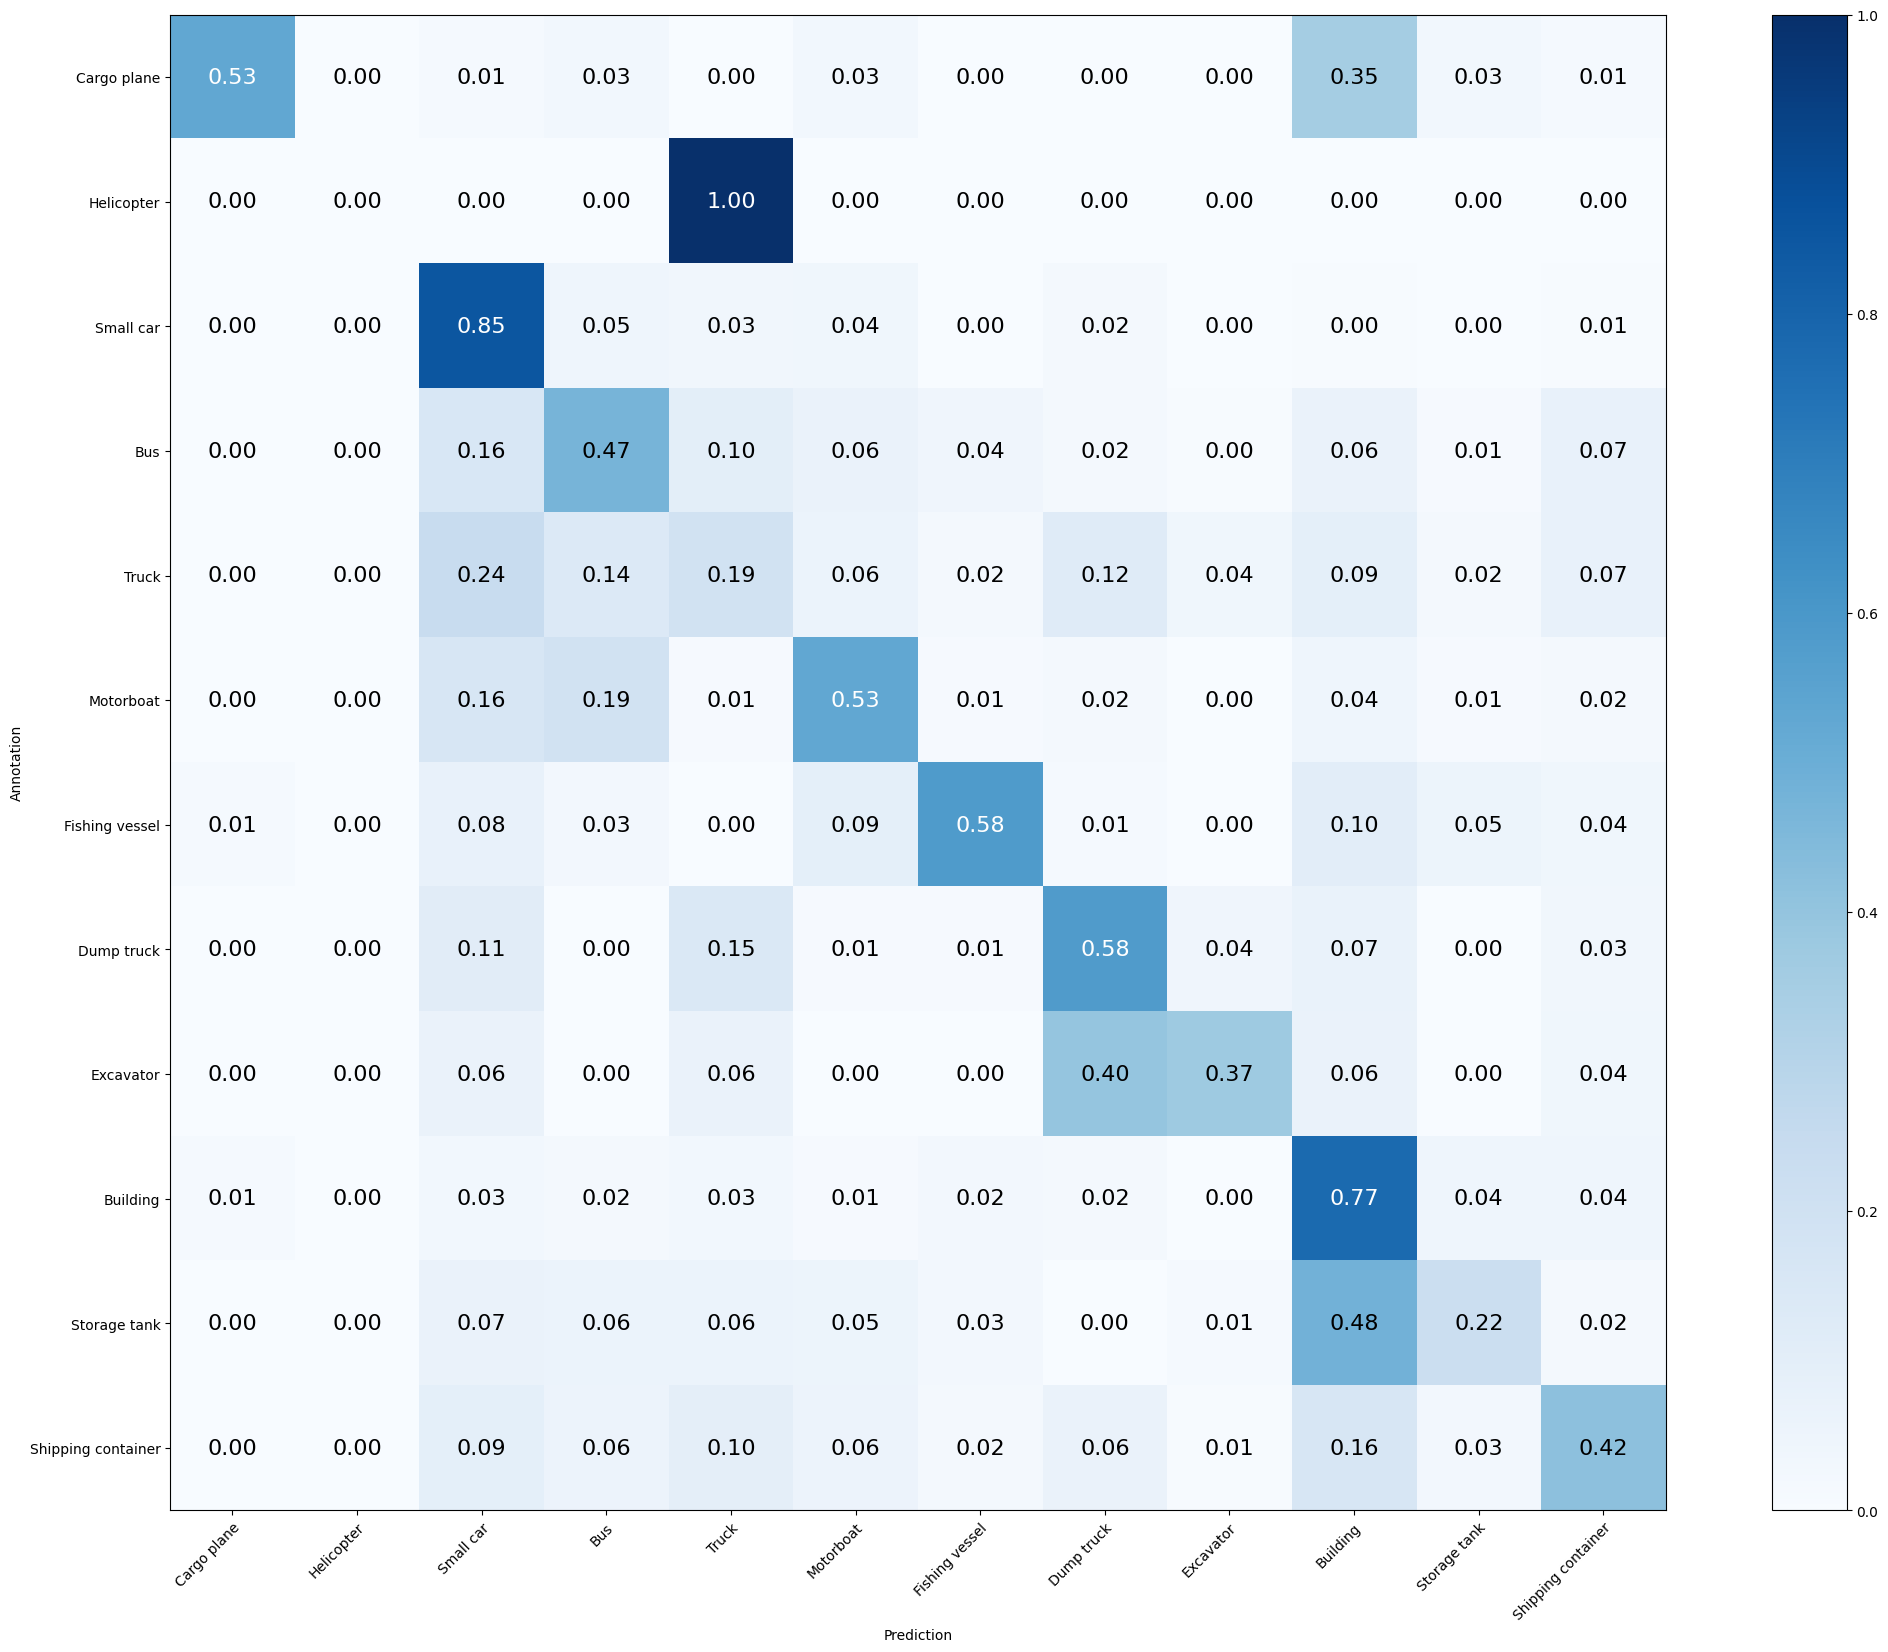 Cargo plane 0.53 0.00 0.01 0.03 0.00 0.03 0.00 0.00 0.00 0.35 0.03 0.01
Helicopter 0.00 0.00 0.00 0.00 1.00 0.00 0.00 0.00 0.00 0.00 0.00 0.00
Small car 0.00 0.00 0.85 0.05 0.03 0.04 0.00 0.02 0.00 0.00 0.00 0.01
Bus 0.00 0.00 0.16 0.47 0.10 0.06 0.04 0.02 0.00 0.06 0.01 0.07
Truck 0.00 0.00 0.24 0.14 0.19 0.06 0.02 0.12 0.04 0.09 0.02 0.07
Motorboat 0.00 0.00 0.16 0.19 0.01 0.53 0.01 0.02 0.00 0.04 0.01 0.02
Annotation
Fishing vessel 0.01 0.00 0.08 0.03 0.00 0.09 0.58 0.01 0.00 0.10 0.05 0.04
Dump truck 0.00 0.00 0.11 0.00 0.15 0.01 0.01 0.58 0.04 0.07 0.00 0.03
Excavator 0.00 0.00 0.06 0.00 0.06 0.00 0.00 0.40 0.37 0.06 0.00 0.04
Building 0.01 0.00 0.03 0.02 0.03 0.01 0.02 0.02 0.00 0.77 0.04 0.04
Storage tank 0.00 0.00 0.07 0.06 0.06 0.05 0.03 0.00 0.01 0.48 0.22 0.02
Shipping container 0.00 0.00 0.09 0.06 0.10 0.06 0.02 0.06 0.01 0.16 0.03 0.42
Cargo plane
Helicopter
Small car
Bus
Truck
Motorboat
Fishing vessel
Dump truck
Excavator
Building
Storage tank
Shipping container
Prediction
1.0
0.8
0.6
0.4
0.2
0.0